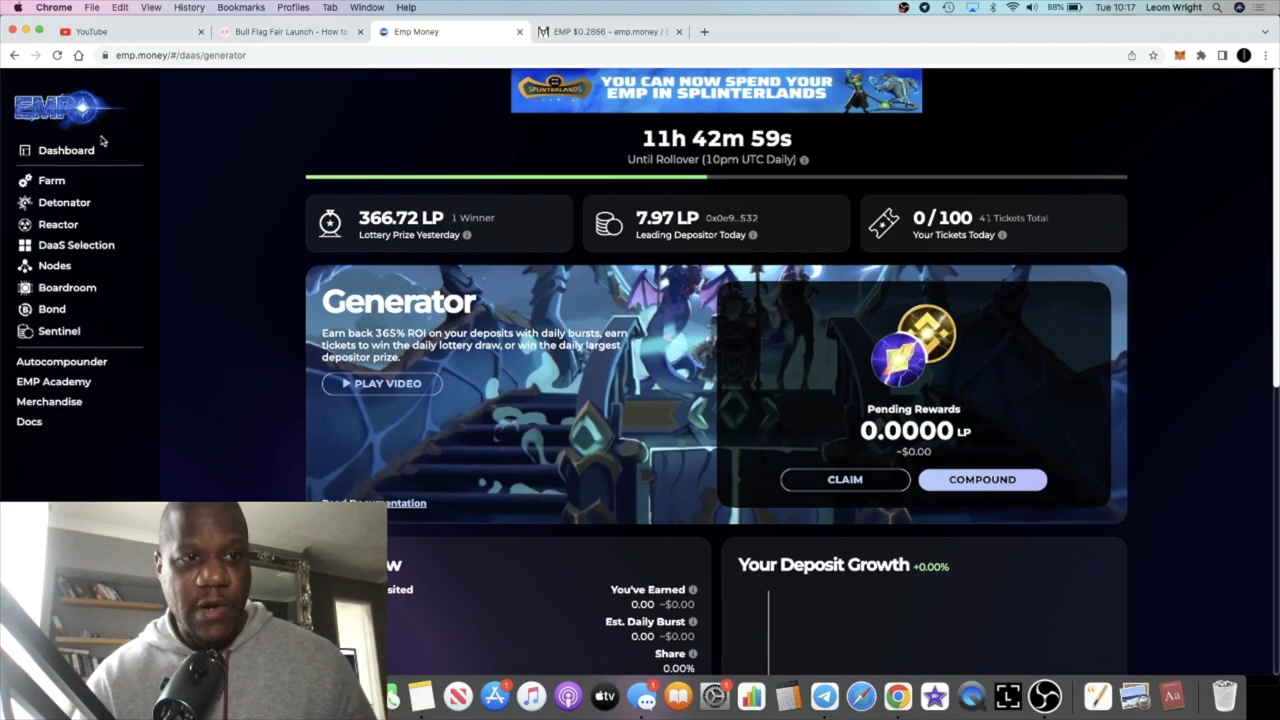 Chrome File Edit View History Bookmarks Profiles Tab Window Help 88% Tue 10:17 Leom Wright
YouTube Bull Flag Fair Launch - How to Emp Money EMP $0.2866 - emp.money /
emp.money/#/daas/generator
EMP
SPLINTERLANDS
YOU CAN NOW SPEND YOUR
EMP IN SPLINTERLANDS
11h 42m 59s
Until Rollover (10pm UTC Daily)
Dashboard
Farm
Detonator
Reactor
DaaS Selection
Nodes
Boardroom
Bond
Sentinel
Autocompounder
EMP Academy
Merchandise
Docs
366.72 LP 1 Winner
Lottery Prize Yesterday
7.97 LP 0x0e9...532
Leading Depositor Today
0 / 100 41 Tickets Total
Your Tickets Today
Generator
Earn back 365% ROI on your deposits with daily bursts, earn
tickets to win the daily lottery draw, or win the daily largest
depositor prize.
PLAY VIDEO
Read Documentation
Pending Rewards
0.0000 LP
~$0.00
CLAIM COMPOUND
You've Earned
0.00 ~$0.00
Est. Daily Burst
0.00 ~$0.00
Share
0.00%
Your Deposit Growth +0.00%
tv
Aa